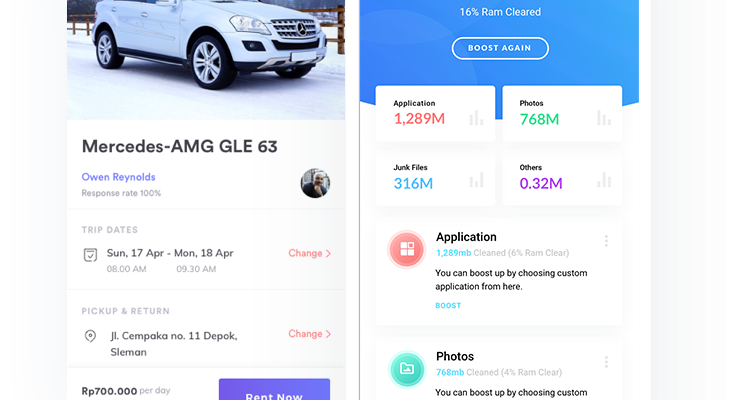 Mercedes-AMG GLE 63
Owen Reynolds
Response rate 100%
TRIP DATES
Sun, 17 Apr - Mon, 18 Apr
Change >
08.00 AM 09.30 AM
PICKUP & RETURN
Jl. Cempaka no. 11 Depok,
Sleman
Change >
Rp700.000 per day
Rent Now
16% Ram Cleared
BOOST AGAIN
Application
1,289M
Photos
768M
Junk Files
316M
Others
0.32M
Application
1,289mb Cleaned (6% Ram Clear)
You can boost up by choosing custom
application from here.
BOOST
Photos
768mb Cleaned (4% Ram Clear)
You can boost up by choosing custom